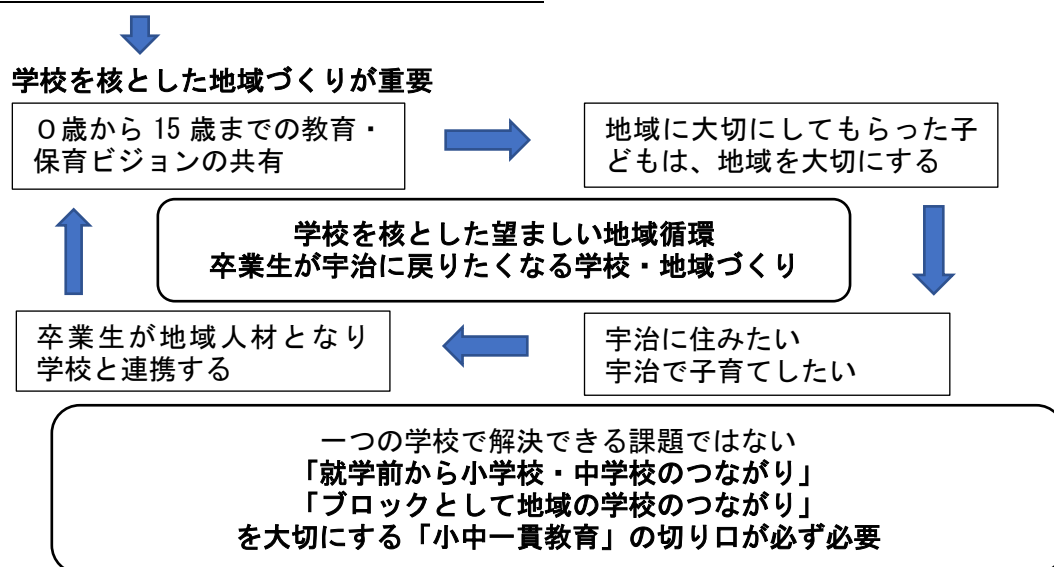 学校を核とした地域づくりが重要
０歳から 15 歳までの教育・
保育ビジョンの共有
地域に大切にしてもらった子
どもは、地域を大切にする
学校を核とした望ましい地域循環
卒業生が宇治に戻りたくなる学校・地域づくり
卒業生が地域人材となり
学校と連携する
宇治に住みたい
宇治で子育てしたい
一つの学校で解決できる課題ではない
「就学前から小学校・中学校のつながり」
「ブロックとして地域の学校のつながり」
を大切にする「小中一貫教育」の切り口が必ず必要